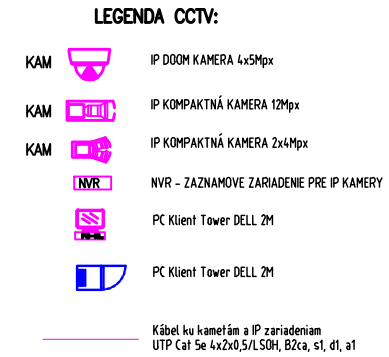 LEGENDA CCTV:
KAM IP DOOM KAMERA 4x5Mpx
KAM IP KOMPAKTNÁ KAMERA 12Mpx
KAM IP KOMPAKTNÁ KAMERA 2x4Mpx
NVR NVR - ZAZNAMOVE ZARIADENIE PRE IP KAMERY
PC Klient Tower DELL 2M
PC Klient Tower DELL 2M
Kábel ku kametám a IP zariadeniam
UTP Cat 5e 4x2x0,5/LSOH, B2ca, s1, d1, a1